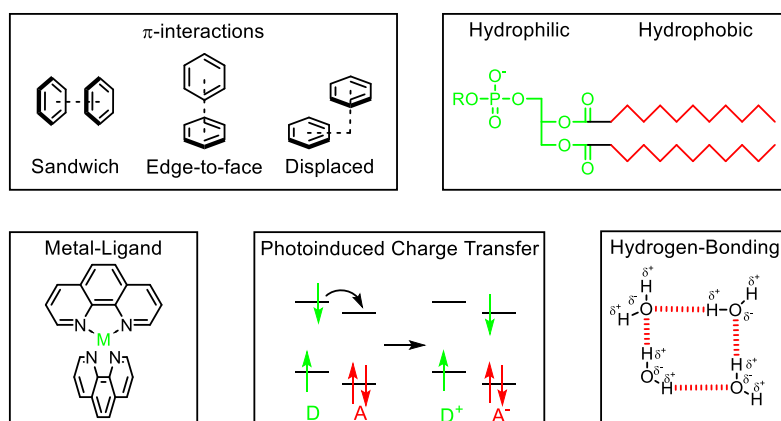 π-interactions
Sandwich
Edge-to-face
Displaced
Hydrophilic
Hydrophobic
O-
RO-P-O
O
O
O
O
O
Metal-Ligand
N
N
M
N
N
Photoinduced Charge Transfer
D
A
D+
A-
Hydrogen-Bonding
δ+
H
δ+
H
δ-
O
δ+
H
O
δ-
H
δ+
H
δ+
O
δ-
H
δ+
H
δ+
O
δ-
H
δ+